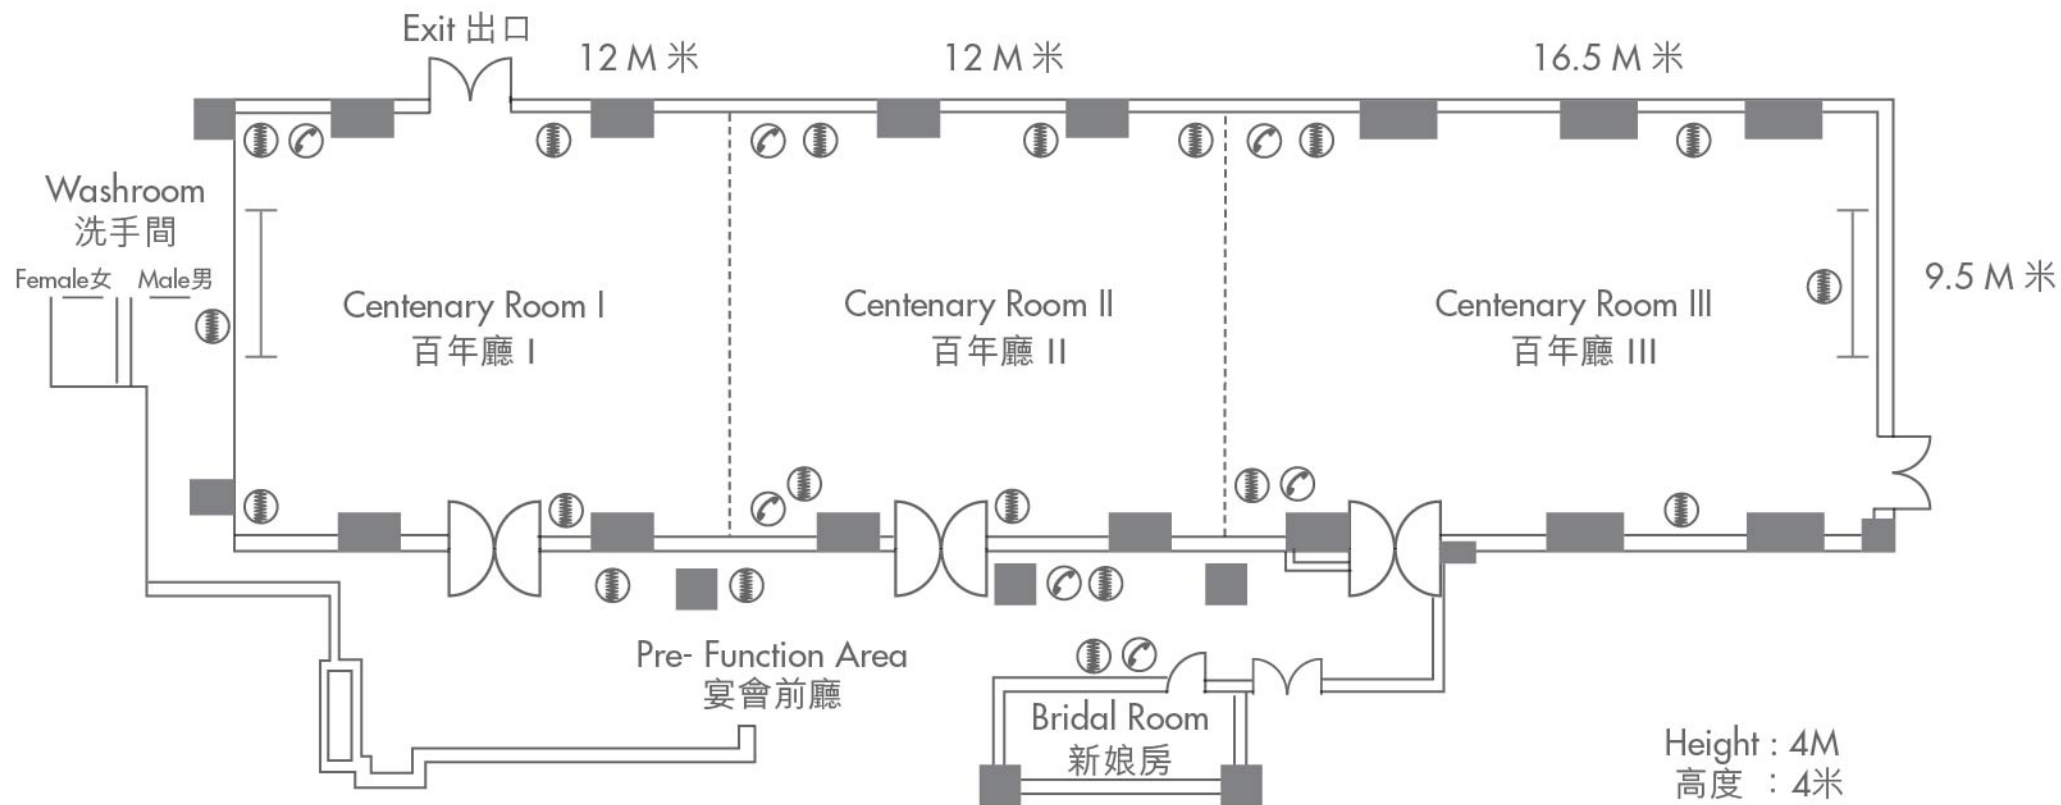 Exit 出口
12 M 米
12 M 米
16.5 M 米
Washroom
洗手間
Female女
Male男
9.5 M 米
Centenary Room I
百年廳 I
Centenary Room II
百年廳 II
Centenary Room III
百年廳 III
Pre- Function Area
宴會前廳
Bridal Room
新娘房
Height : 4M
高度 : 4米